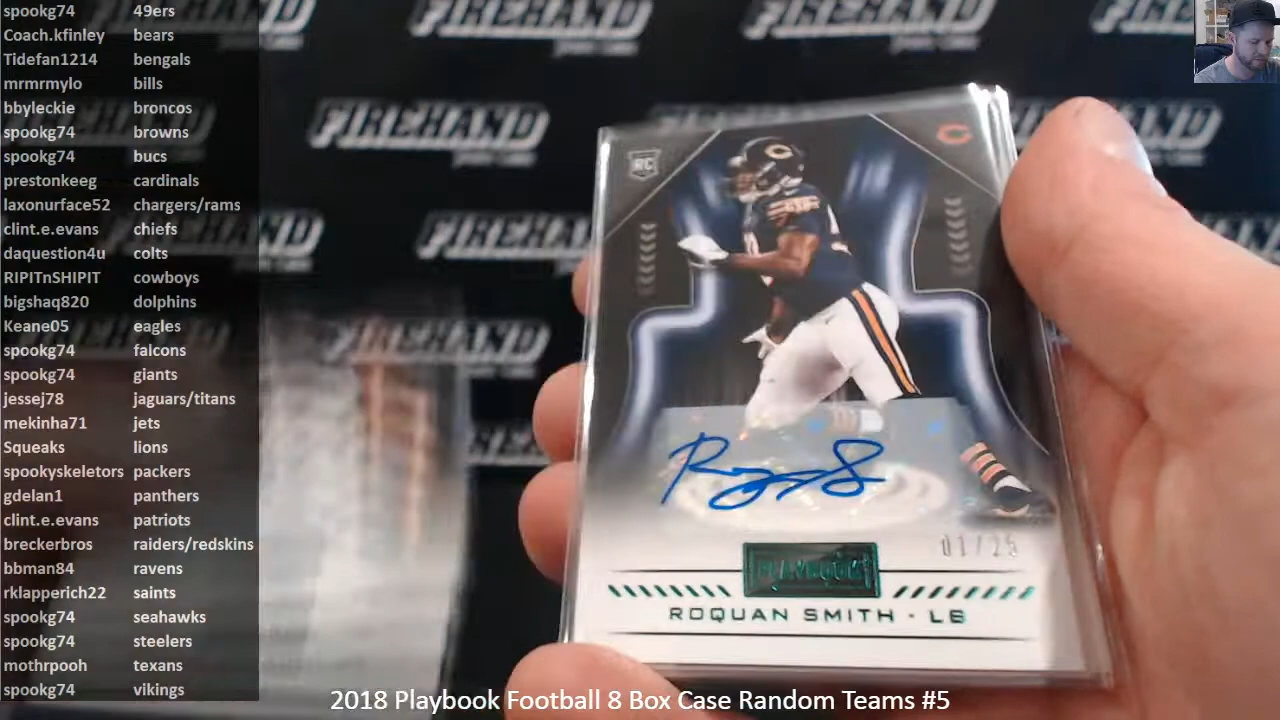 spookg74 49ers
Coach.kfinley bears
Tidefan1214 bengals
mrmrmylo bills
bbyleckie broncos
spookg74 browns
spookg74 bucs
prestonkeeg cardinals
laxonurface52 chargers/rams
clint.e.evans chiefs
daquestion4u colts
RIPITnSHIPIT cowboys
bigshaq820 dolphins
Keane05 eagles
spookg74 falcons
spookg74 giants
jessej78 jaguars/titans
mekinha71 jets
Squeaks lions
spookyskeletors packers
gdelan1 panthers
clint.e.evans patriots
breckerbros raiders/redskins
bbman84 ravens
rklapperich22 saints
spookg74 seahawks
spookg74 steelers
mothrpooh texans
spookg74 vikings
FIREHAND
FIREHAND
FIREHAND
FIREHAND
FIREHAND
RC
C
01/25
PLAYBOOK
ROQUAN SMITH · LB
2018 Playbook Football 8 Box Case Random Teams #5